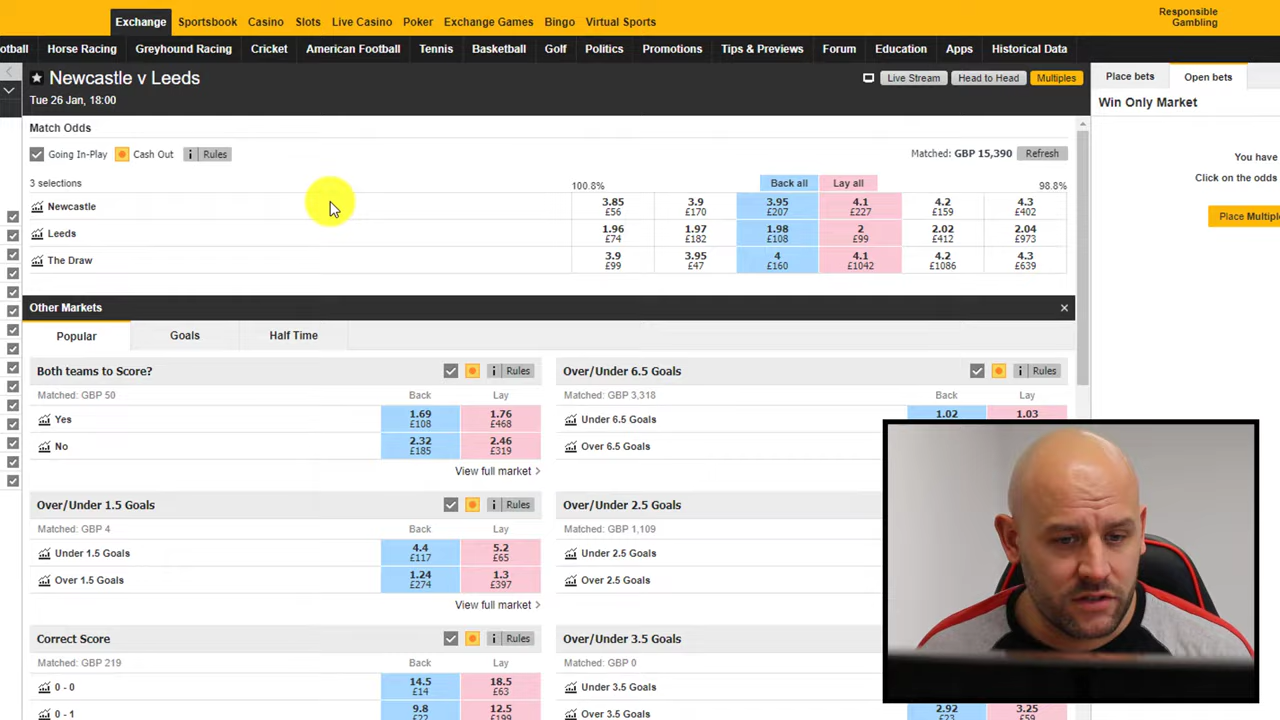 Exchange Sportsbook Casino Slots Live Casino Poker Exchange Games Bingo Virtual Sports
Responsible
Gambling
otball Horse Racing Greyhound Racing Cricket American Football Tennis Basketball Golf Politics Promotions Tips & Previews Forum Education Apps Historical Data
Newcastle v Leeds Live Stream Head to Head Multiples Place bets Open bets
Tue 26 Jan, 18:00 Win Only Market
Match Odds
Going In-Play Cash Out i Rules Matched: GBP 15,390 Refresh You have
Click on the odds
3 selections 100.8% Back all Lay all 98.8%
Newcastle 3.85 3.9 3.95 4.1 4.2 4.3
£56 £170 £207 £227 £159 £402
Place Multipl
Leeds 1.96 1.97 1.98 2 2.02 2.04
£74 £182 £108 £99 £412 £973
The Draw 3.9 3.95 4 4.1 4.2 4.3
£99 £47 £160 £1042 £1086 £639
Other Markets ×
Popular Goals Half Time
Both teams to Score? i Rules Over/Under 6.5 Goals i Rules
Matched: GBP 50 Back Lay Matched: GBP 3,318 Back Lay
Yes 1.69 1.76 Under 6.5 Goals 1.02 1.03
£108 £468
No 2.32 2.46 Over 6.5 Goals
£185 £319
View full market >
Over/Under 1.5 Goals i Rules Over/Under 2.5 Goals
Matched: GBP 4 Back Lay Matched: GBP 1,109
Under 1.5 Goals 4.4 5.2 Under 2.5 Goals
£117 £65
Over 1.5 Goals 1.24 1.3 Over 2.5 Goals
£274 £397
View full market >
Correct Score i Rules Over/Under 3.5 Goals
Matched: GBP 219 Back Lay Matched: GBP 0
0 - 0 14.5 18.5 Under 3.5 Goals
£14 £63
0 - 1 9.8 12.5 Over 3.5 Goals 2.92 3.25
£22 £199 £23 £59